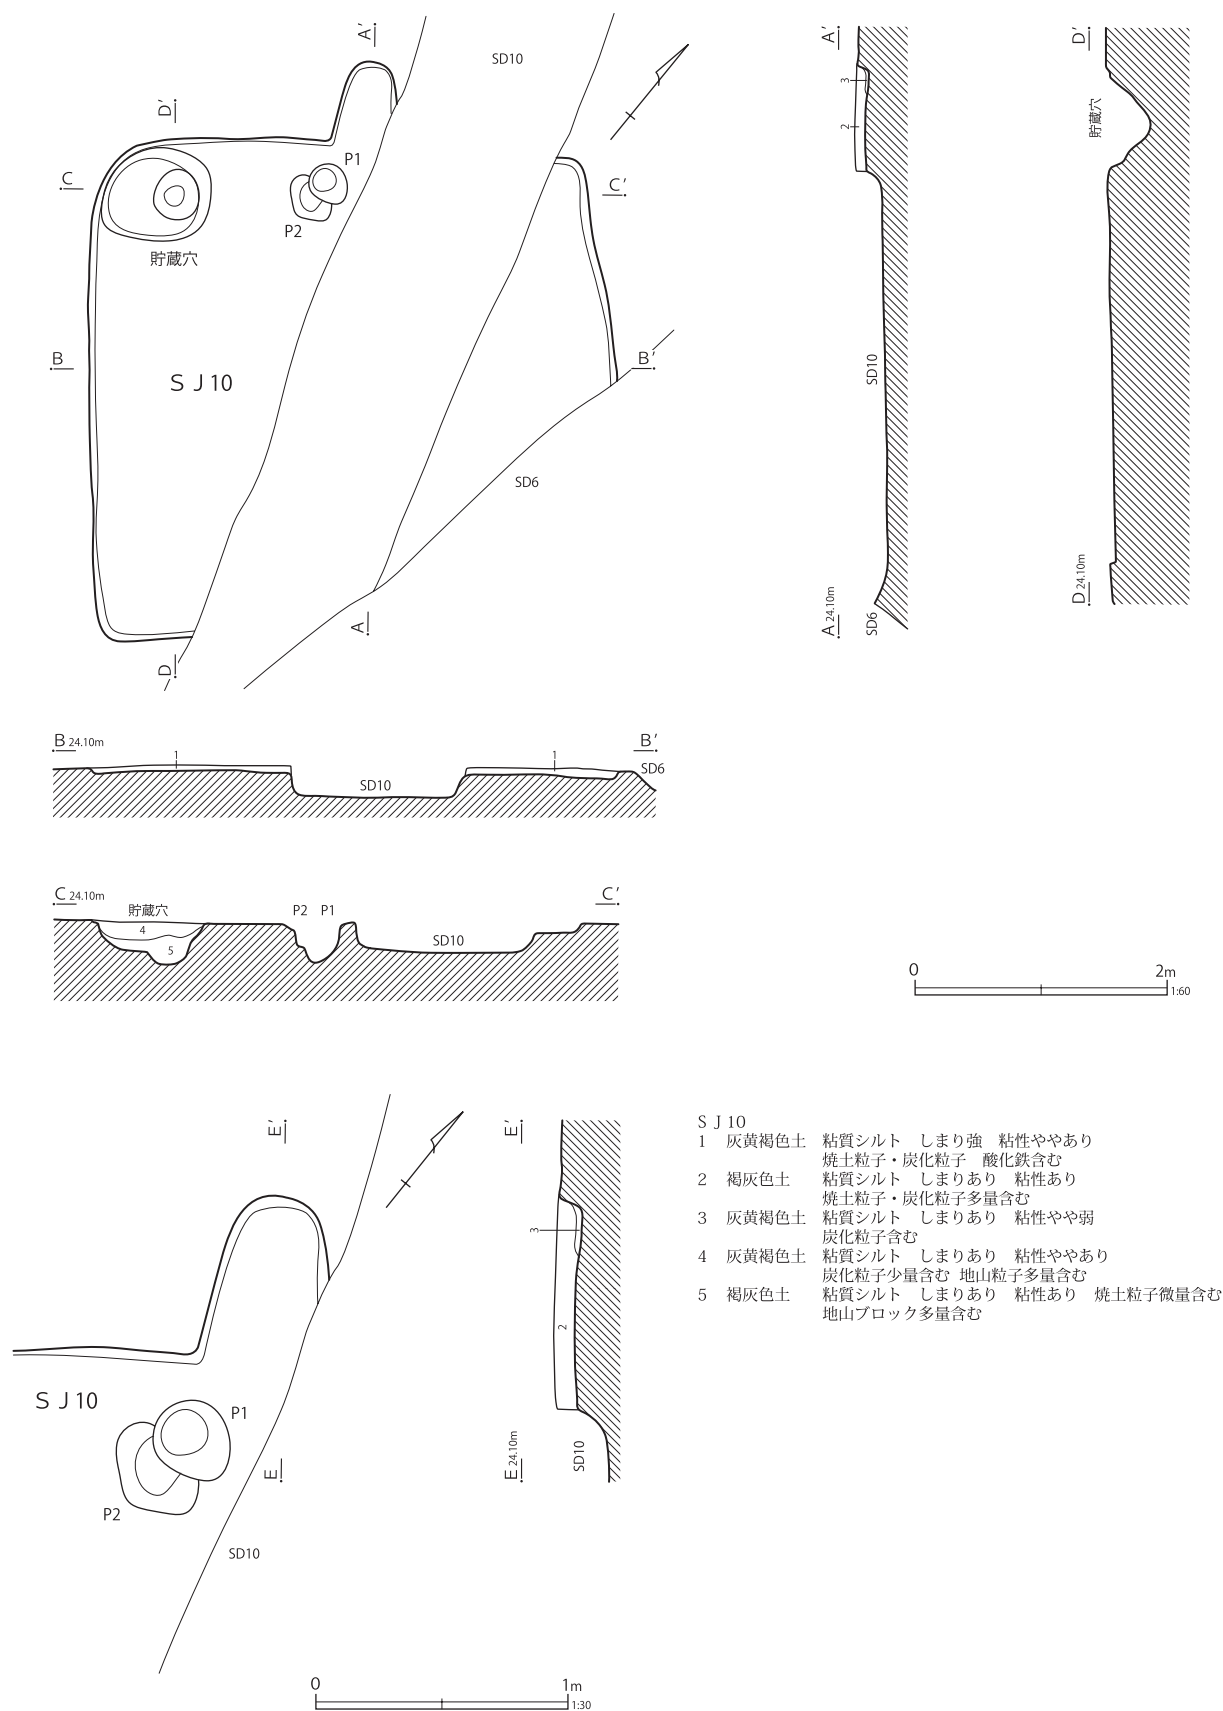 A′
SD10
A′
D′
D′
3
貯蔵穴
2
P1
C
C′
P2
貯蔵穴
B
B′
SJ10
SD10
SD6
A
D
A 24.10m
SD6
D 24.10m
B 24.10m
1
1
B′
SD10
SD6
C 24.10m
貯蔵穴
P2 P1
C′
4
5
SD10
0 2m
1:60
E′
E′
3
2
SJ10
P1
P2
E
E 24.10m
SD10
SD10
0 1m
1:30
SJ10
1 灰黄褐色土 粘質シルト しまり強 粘性ややあり
焼土粒子・炭化粒子 酸化鉄含む
2 褐灰色土 粘質シルト しまりあり 粘性あり
焼土粒子・炭化粒子多量含む
3 灰黄褐色土 粘質シルト しまりあり 粘性やや弱
炭化粒子含む
4 灰黄褐色土 粘質シルト しまりあり 粘性ややあり
炭化粒子少量含む 地山粒子多量含む
5 褐灰色土 粘質シルト しまりあり 粘性あり 焼土粒子微量含む
地山ブロック多量含む